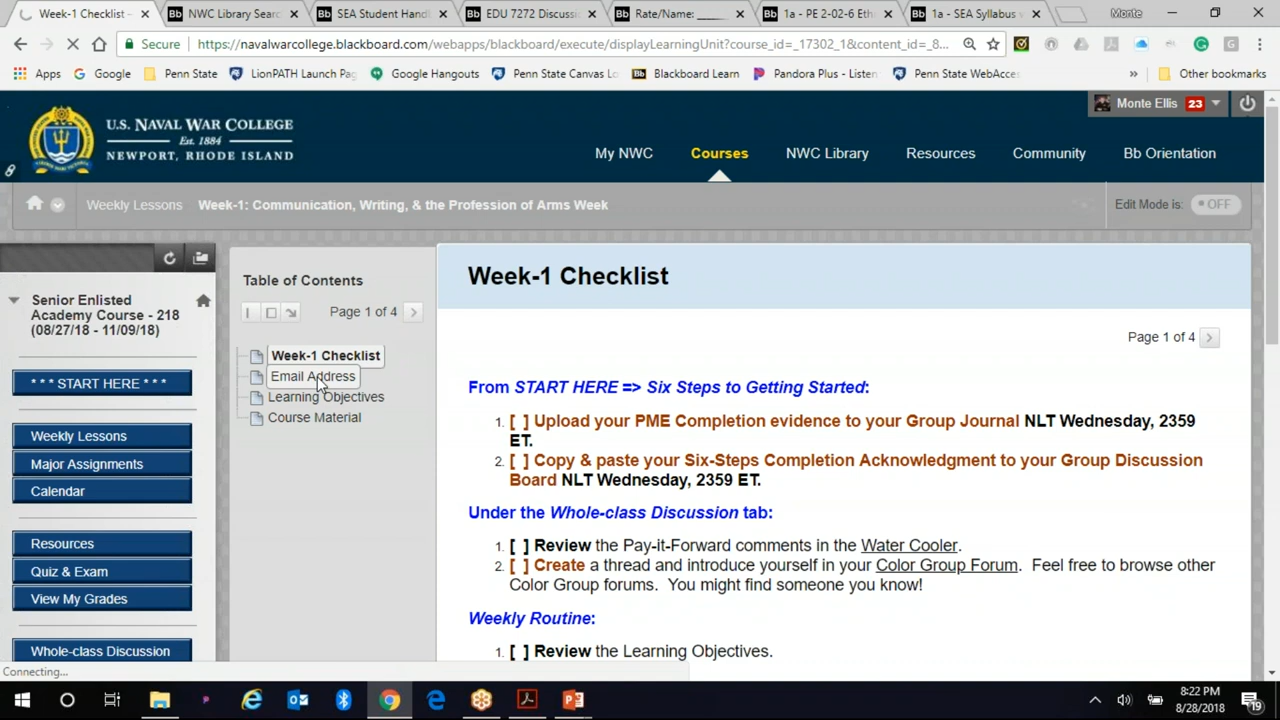 Week-1 Checklist –
NWC Library Sear
SEA Student Handb
EDU 7272 Discussi
Rate/Name: ______
1a - PE 2-02-6 Eth
1a - SEA Syllabus
Monte
Secure https://navalwarcollege.blackboard.com/webapps/blackboard/execute/displayLearningUnit?course_id=_17302_1&content_id=_8...
Apps Google Penn State LionPATH Launch Pag Google Hangouts Penn State Canvas Lo Blackboard Learn Pandora Plus - Listen Penn State WebAcce » Other bookmarks
Monte Ellis 23
U.S. NAVAL WAR COLLEGE
Est. 1884
NEWPORT, RHODE ISLAND
My NWC Courses NWC Library Resources Community Bb Orientation
Weekly Lessons Week-1: Communication, Writing, & the Profession of Arms Week
Edit Mode is: OFF
Senior Enlisted
Academy Course - 218
(08/27/18 - 11/09/18)
* * * START HERE * * *
Weekly Lessons
Major Assignments
Calendar
Resources
Quiz & Exam
View My Grades
Whole-class Discussion
Table of Contents
Page 1 of 4 >
Week-1 Checklist
Email Address
Learning Objectives
Course Material
Week-1 Checklist
Page 1 of 4 >
From START HERE => Six Steps to Getting Started:
1. [ ] Upload your PME Completion evidence to your Group Journal NLT Wednesday, 2359
ET.
2. [ ] Copy & paste your Six-Steps Completion Acknowledgment to your Group Discussion
Board NLT Wednesday, 2359 ET.
Under the Whole-class Discussion tab:
1. [ ] Review the Pay-it-Forward comments in the Water Cooler.
2. [ ] Create a thread and introduce yourself in your Color Group Forum. Feel free to browse other
Color Group forums. You might find someone you know!
Weekly Routine:
1. [ ] Review the Learning Objectives.
Connecting...
8:22 PM
8/28/2018
19